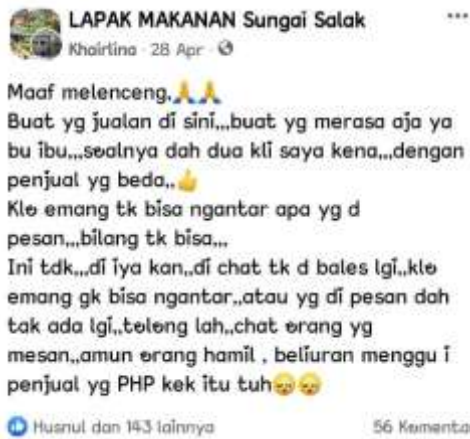 LAPAK MAKANAN Sungai Salak
Khairlina · 28 Apr ·
Maaf melenceng,🙏🙏
Buat yg jualan di sini,,,buat yg merasa aja ya
bu ibu,,,soalnya dah dua kli saya kena,,,dengan
penjual yg beda,,👍
Klo emang tk bisa ngantar apa yg d
pesan,,,bilang tk bisa,,,
Ini tdk,,,di iya kan,,di chat tk d bales lgi,,klo
emang gk bisa ngantar,,atau yg di pesan dah
tak ada lgi,,tolong lah,,chat orang yg
mesan,,amun orang hamil , beliuran menggu i
penjual yg PHP kek itu tuh😪😪
Husnul dan 143 lainnya 56 Komenta